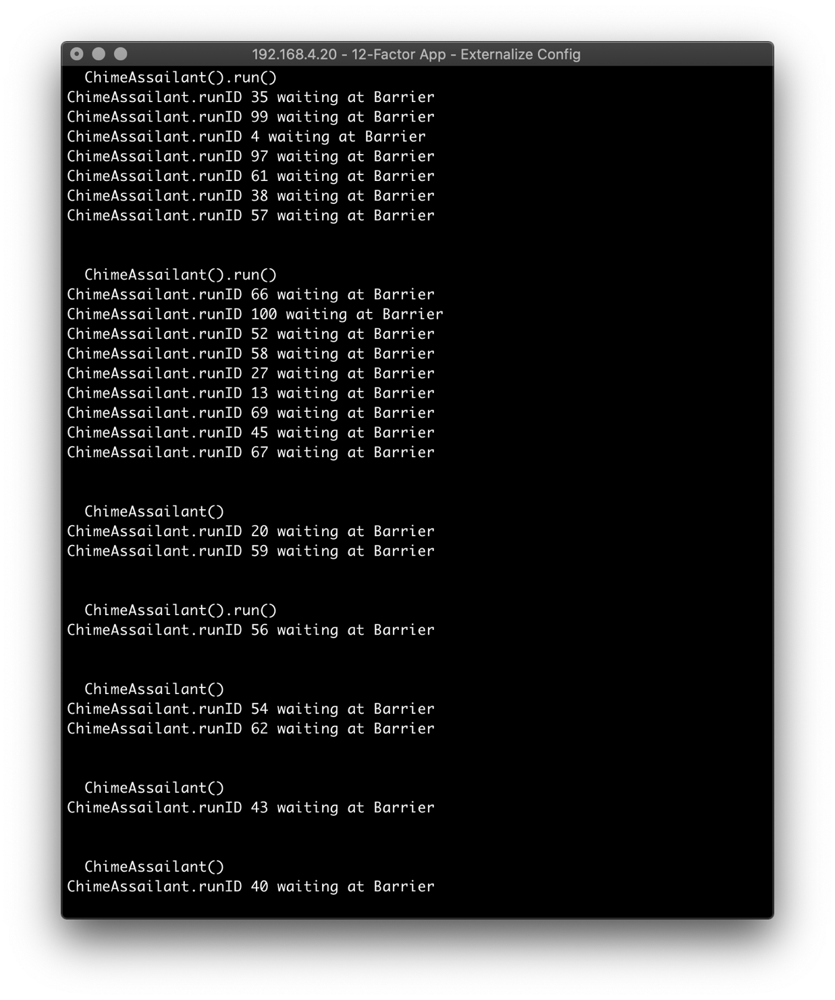 192.168.4.20 - 12-Factor App - Externalize Config
ChimeAssailant().run()
ChimeAssailant.runID 35 waiting at Barrier
ChimeAssailant.runID 99 waiting at Barrier
ChimeAssailant.runID 4 waiting at Barrier
ChimeAssailant.runID 97 waiting at Barrier
ChimeAssailant.runID 61 waiting at Barrier
ChimeAssailant.runID 38 waiting at Barrier
ChimeAssailant.runID 57 waiting at Barrier
ChimeAssailant().run()
ChimeAssailant.runID 66 waiting at Barrier
ChimeAssailant.runID 100 waiting at Barrier
ChimeAssailant.runID 52 waiting at Barrier
ChimeAssailant.runID 58 waiting at Barrier
ChimeAssailant.runID 27 waiting at Barrier
ChimeAssailant.runID 13 waiting at Barrier
ChimeAssailant.runID 69 waiting at Barrier
ChimeAssailant.runID 45 waiting at Barrier
ChimeAssailant.runID 67 waiting at Barrier
ChimeAssailant()
ChimeAssailant.runID 20 waiting at Barrier
ChimeAssailant.runID 59 waiting at Barrier
ChimeAssailant().run()
ChimeAssailant.runID 56 waiting at Barrier
ChimeAssailant()
ChimeAssailant.runID 54 waiting at Barrier
ChimeAssailant.runID 62 waiting at Barrier
ChimeAssailant()
ChimeAssailant.runID 43 waiting at Barrier
ChimeAssailant()
ChimeAssailant.runID 40 waiting at Barrier